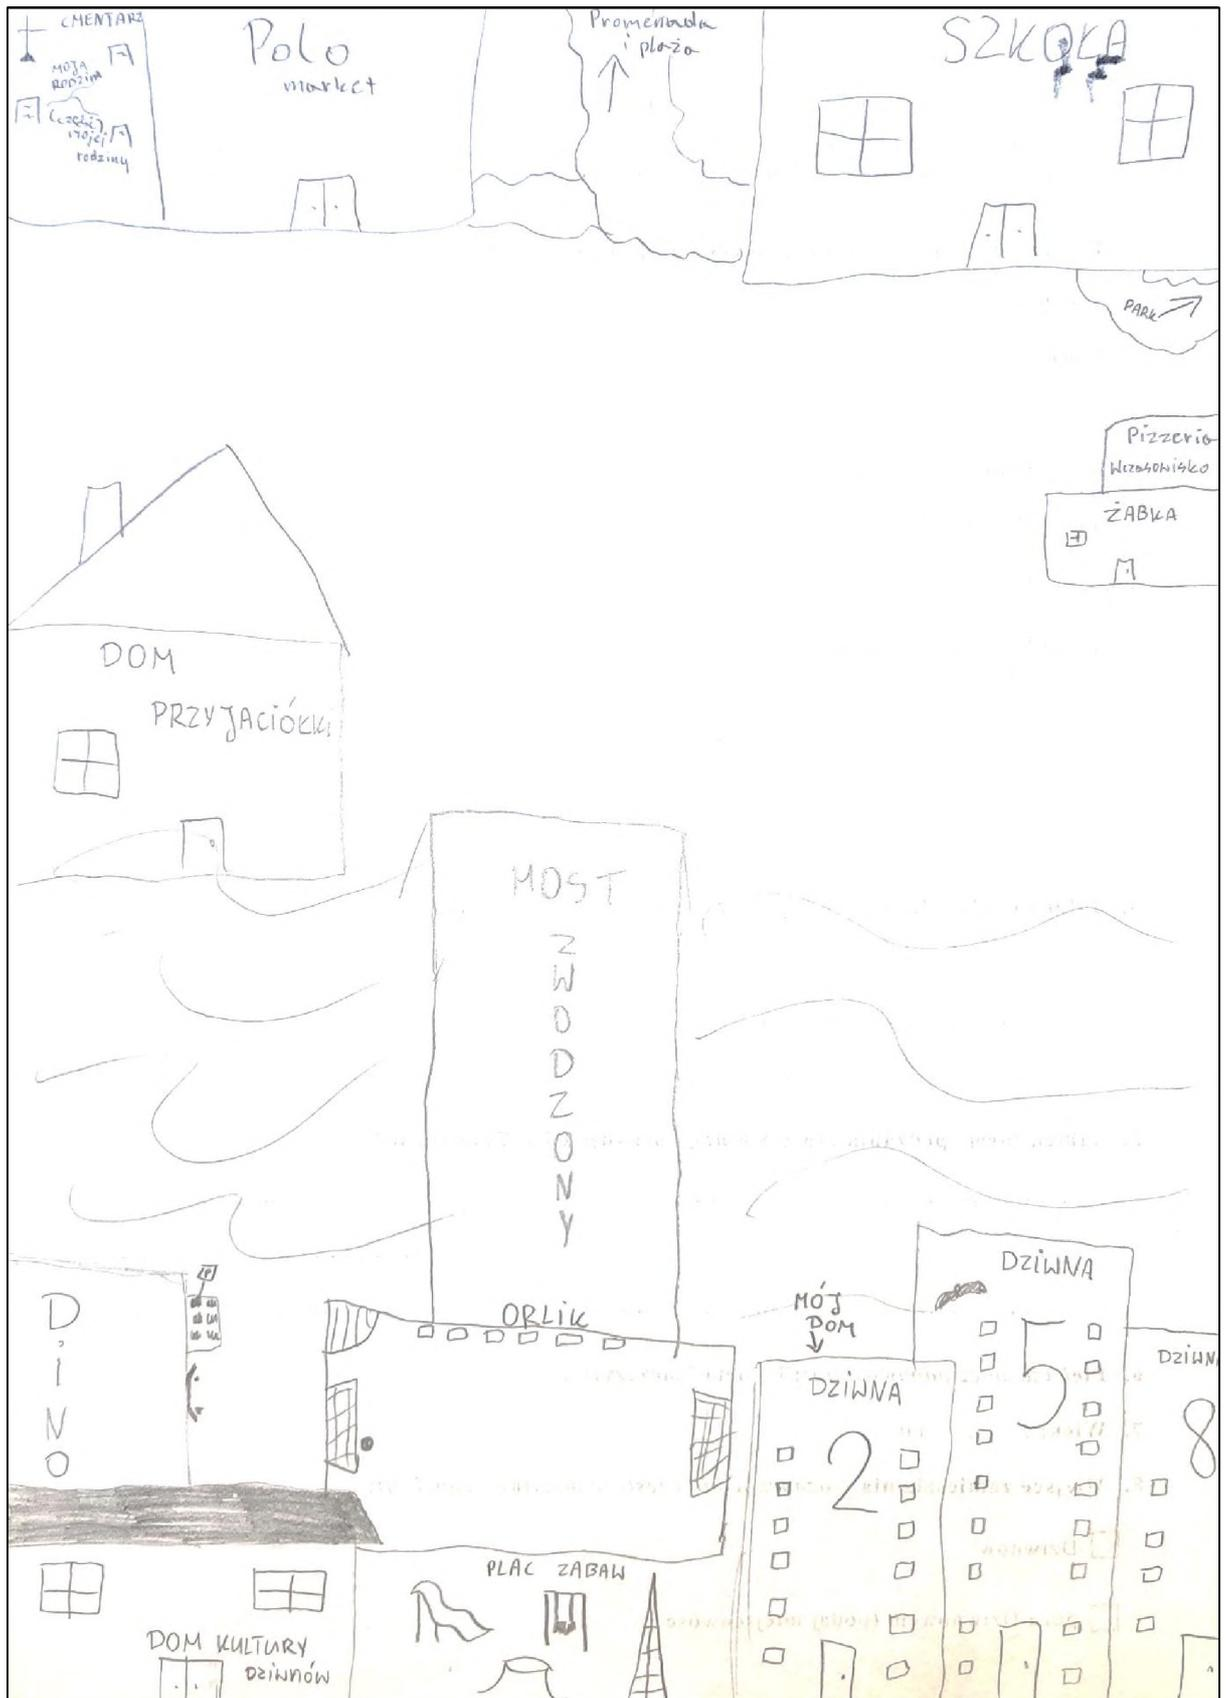 CMENTARZ
MOJA
RODZINA
(część)
mojej
rodziny
Polo
market
Promenada
i plaża
SZKOŁA
PARK
Pizzeria
Wczasowisko
ŻABKA
DOM
PRZYJACIÓŁKI
MOST
ZWODZONY
DINO
P
ORLIK
MÓJ
DOM
DZIWNA
2
DZIWNA
5
DZIWNA
8
PLAC ZABAW
DOM KULTURY
DZIWNÓW